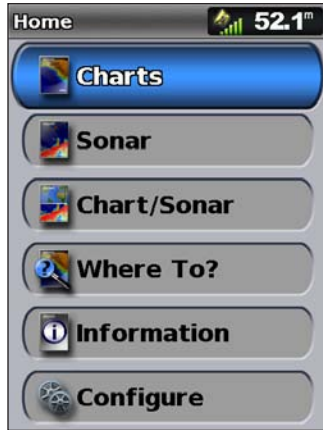 Home 52.1m
Charts
Sonar
Chart/Sonar
Where To?
Information
Configure